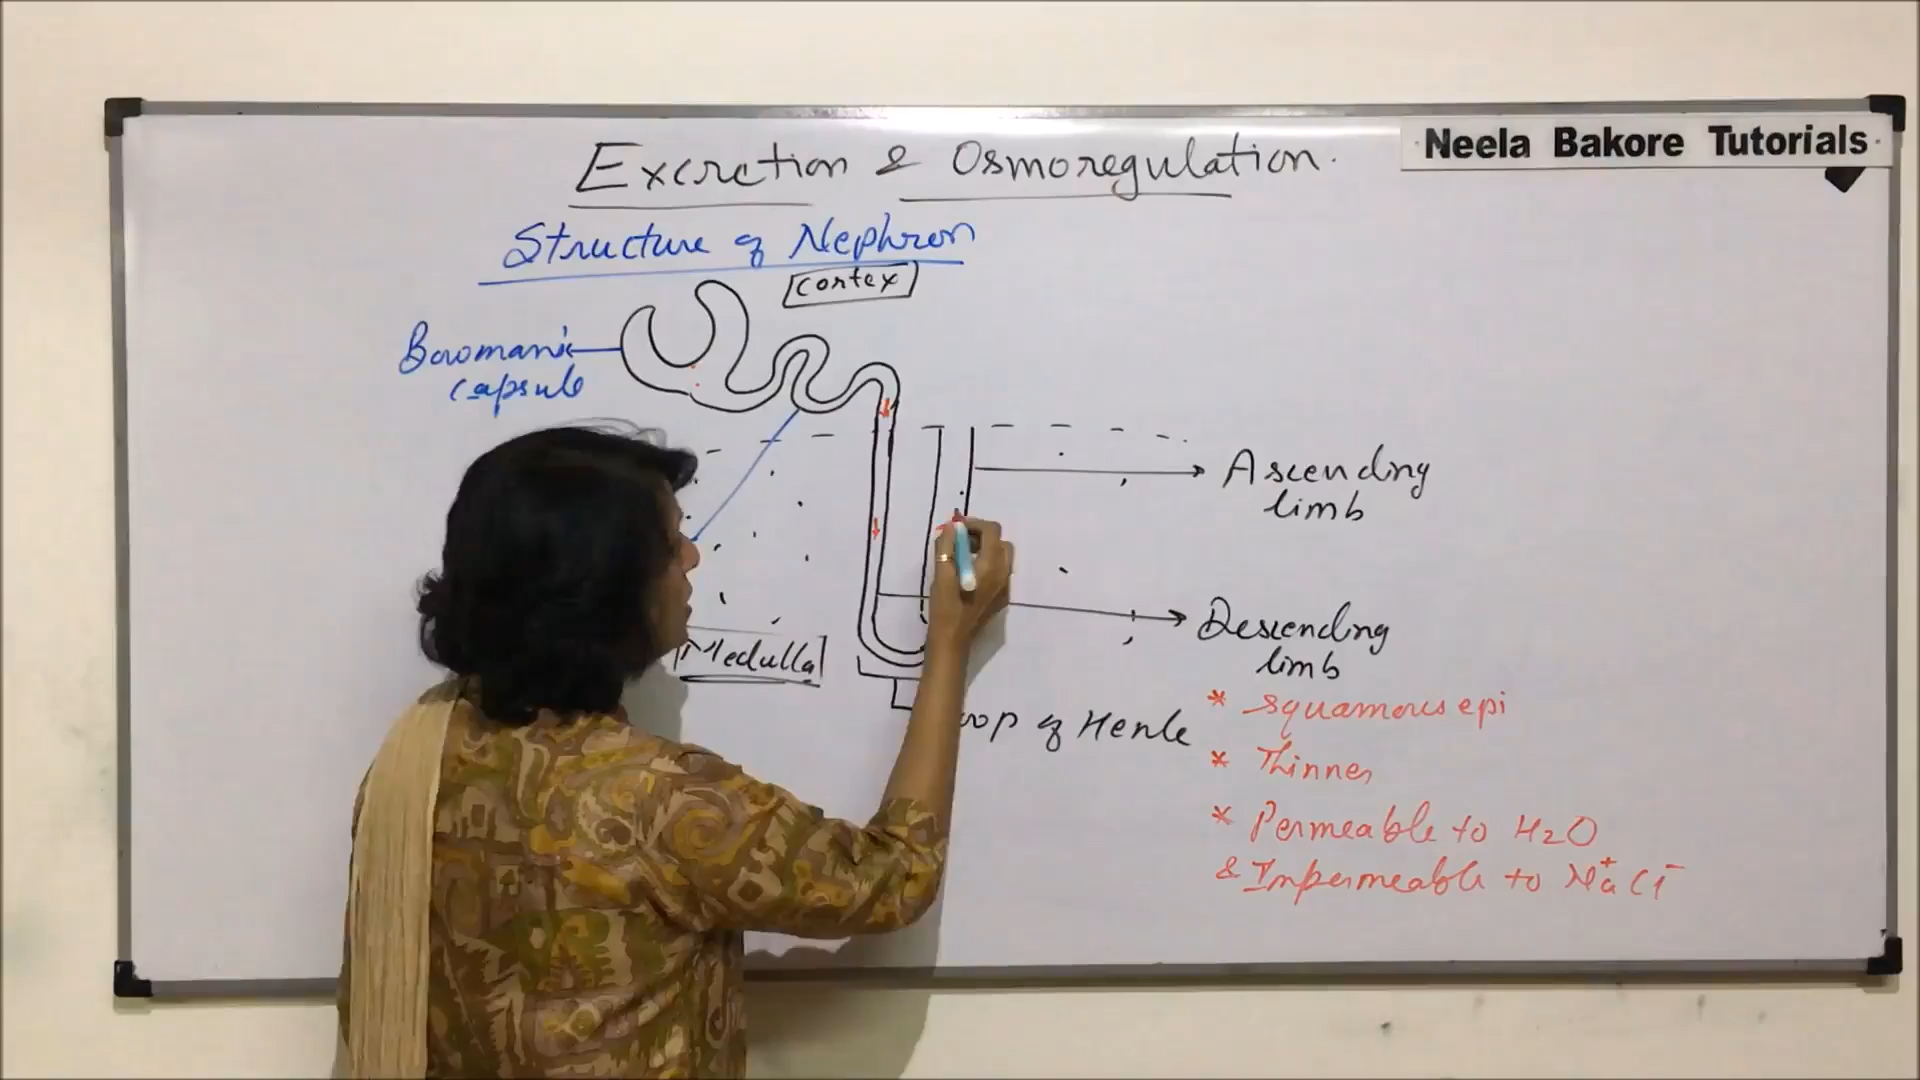 Neela Bakore Tutorials
Excretion & Osmoregulation.
Structure of Nephron
Cortex
Bowman's
capsule
Ascending
limb
Descending
limb
Medulla
oop of Henle
* squamous epi
* Thinner
* Permeable to H2O
& Impermeable to Na+ Cl-